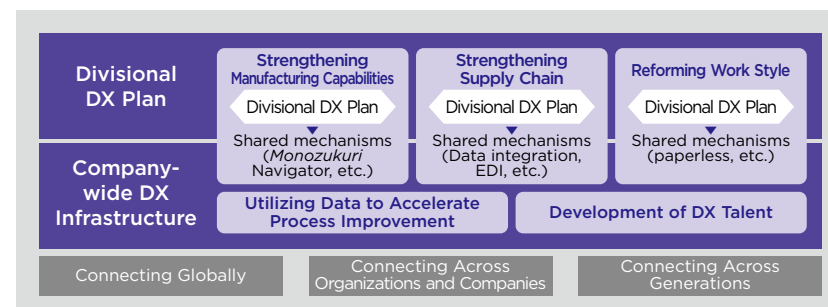 Divisional
DX Plan
Strengthening
Manufacturing Capabilities
Divisional DX Plan
Shared mechanisms
(Monozukuri
Navigator, etc.)
Strengthening
Supply Chain
Divisional DX Plan
Shared mechanisms
(Data integration,
EDI, etc.)
Reforming Work Style
Divisional DX Plan
Shared mechanisms
(paperless, etc.)
Company-
wide DX
Infrastructure
Utilizing Data to Accelerate
Process Improvement
Development of DX Talent
Connecting Globally
Connecting Across
Organizations and Companies
Connecting Across
Generations